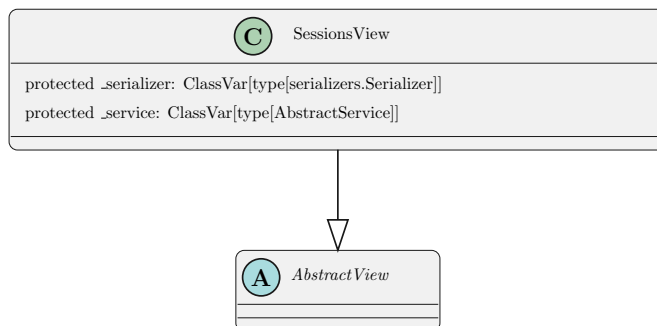 C SessionsView
protected _serializer: ClassVar[type[serializers.Serializer]]
protected _service: ClassVar[type[AbstractService]]
A AbstractView